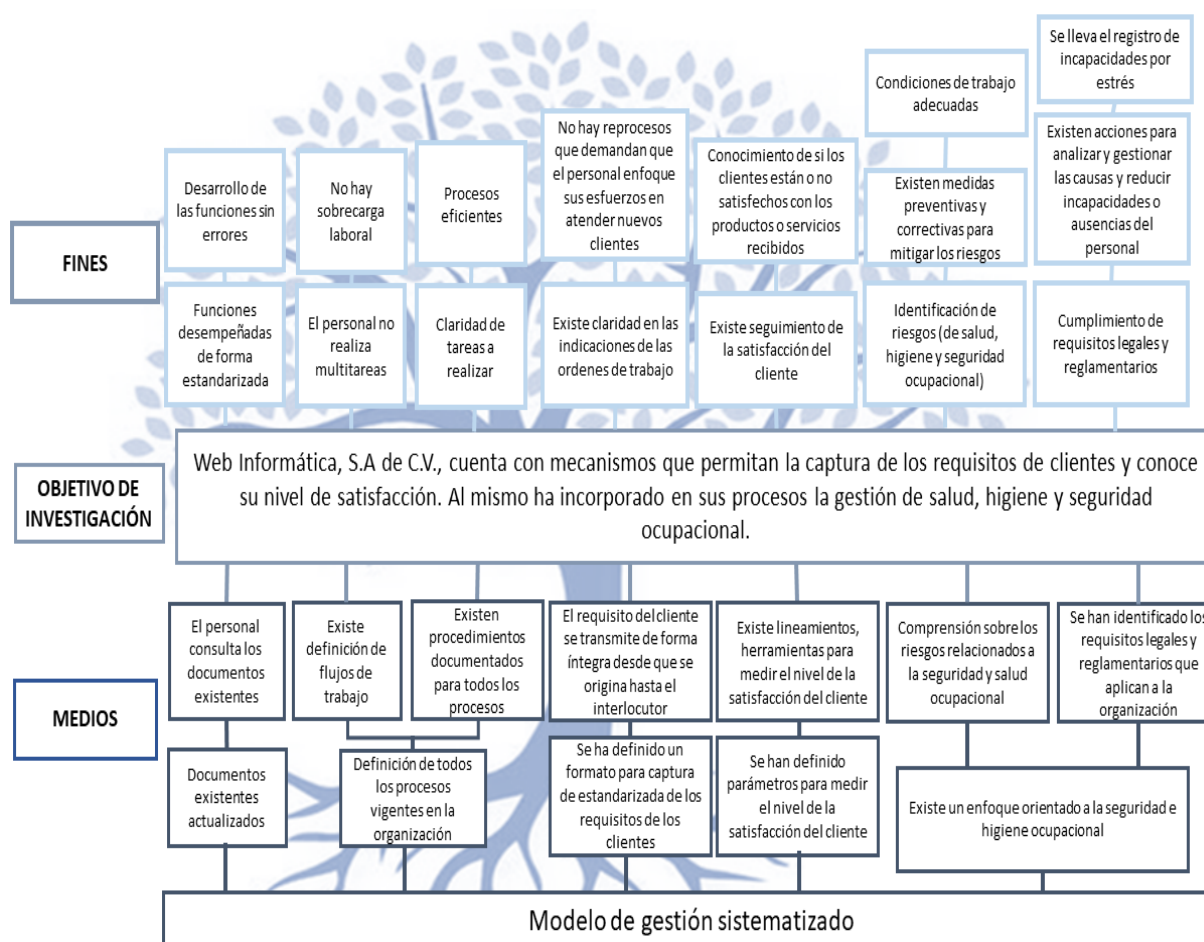 Se lleva el registro de
incapacidades por
estrés
Condiciones de trabajo
adecuadas
No hay reprocesos
que demandan que
el personal enfoque
sus esfuerzos en
atender nuevos
clientes
Existen acciones para
analizar y gestionar
las causas y reducir
incapacidades o
ausencias del
personal
Desarrollo de
las funciones sin
errores
No hay
sobrecarga
laboral
Procesos
eficientes
Conocimiento de si los
clientes están o no
satisfechos con los
productos o servicios
recibidos
Existen medidas
preventivas y
correctivas para
mitigar los riesgos
FINES
Funciones
desempeñadas
de forma
estandarizada
El personal no
realiza
multitareas
Claridad de
tareas a
realizar
Existe claridad en las
indicaciones de las
ordenes de trabajo
Existe seguimiento de
la satisfacción del
cliente
Identificación de
riesgos (de salud,
higiene y seguridad
ocupacional)
Cumplimiento de
requisitos legales y
reglamentarios
OBJETIVO DE
INVESTIGACIÓN
Web Informática, S.A de C.V., cuenta con mecanismos que permitan la captura de los requisitos de clientes y conoce
su nivel de satisfacción. Al mismo ha incorporado en sus procesos la gestión de salud, higiene y seguridad
ocupacional.
MEDIOS
El personal
consulta los
documentos
existentes
Existe
definición de
flujos de
trabajo
Existen
procedimientos
documentados
para todos los
procesos
El requisito del cliente
se transmite de forma
íntegra desde que se
origina hasta el
interlocutor
Existe lineamientos,
herramientas para
medir el nivel de la
satisfacción del cliente
Comprensión sobre los
riesgos relacionados a
la seguridad y salud
ocupacional
Se han identificado los
requisitos legales y
reglamentarios que
aplican a la
organización
Documentos
existentes
actualizados
Definición de todos
los procesos
vigentes en la
organización
Se ha definido un
formato para captura
de estandarizada de los
requisitos de los
clientes
Se han definido
parámetros para medir
el nivel de la
satisfacción del cliente
Existe un enfoque orientado a la seguridad e
higiene ocupacional
Modelo de gestión sistematizado